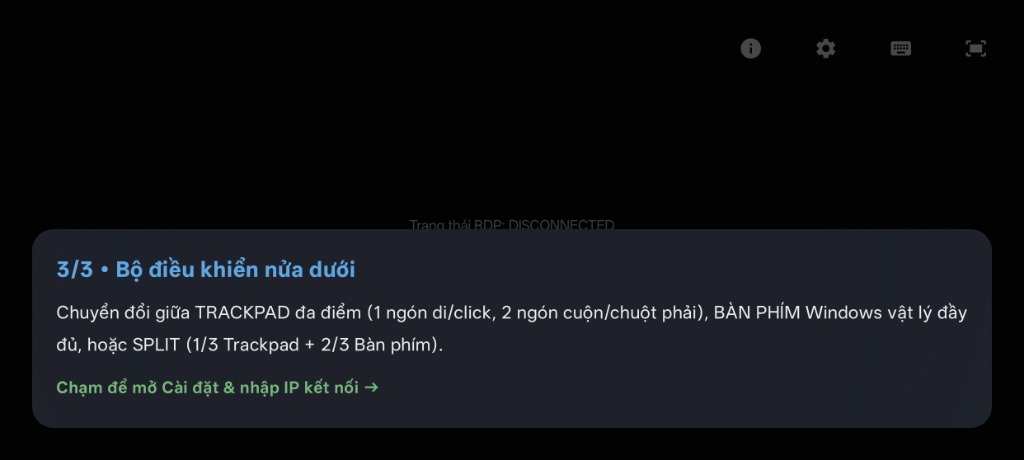 Trạng thái RDP: DISCONNECTED
3/3 • Bộ điều khiển nửa dưới
Chuyển đổi giữa TRACKPAD đa điểm (1 ngón di/click, 2 ngón cuộn/chuột phải), BÀN PHÍM Windows vật lý đầy
đủ, hoặc SPLIT (1/3 Trackpad + 2/3 Bàn phím).
Chạm để mở Cài đặt & nhập IP kết nối →